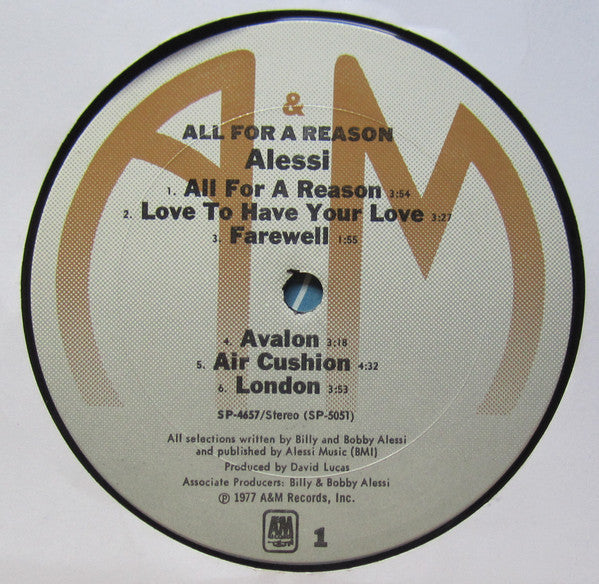 A & M
ALL FOR A REASON
Alessi
1. All For A Reason 3:54
2. Love To Have Your Love 3:27
3. Farewell 1:55
4. Avalon 3:18
5. Air Cushion 4:32
6. London 3:53
SP-4657/Stereo (SP-5051)
All selections written by Billy and Bobby Alessi
and published by Alessi Music (BMI)
Produced by David Lucas
Associate Producers: Billy & Bobby Alessi
℗ 1977 A&M Records, Inc.
A&M 1